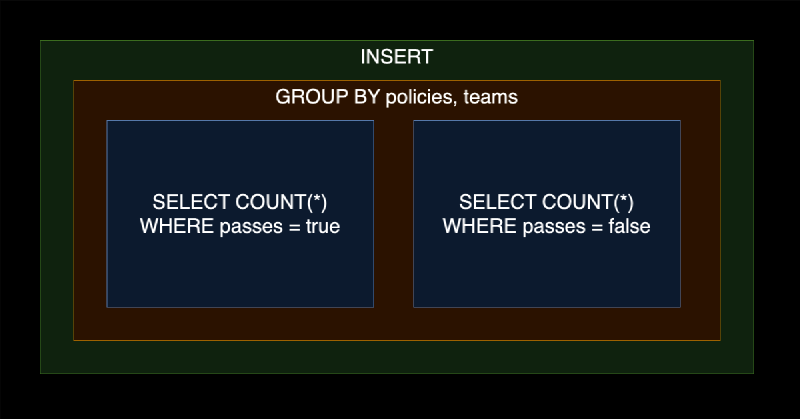 INSERT
GROUP BY policies, teams
SELECT COUNT(*)
WHERE passes = true
SELECT COUNT(*)
WHERE passes = false